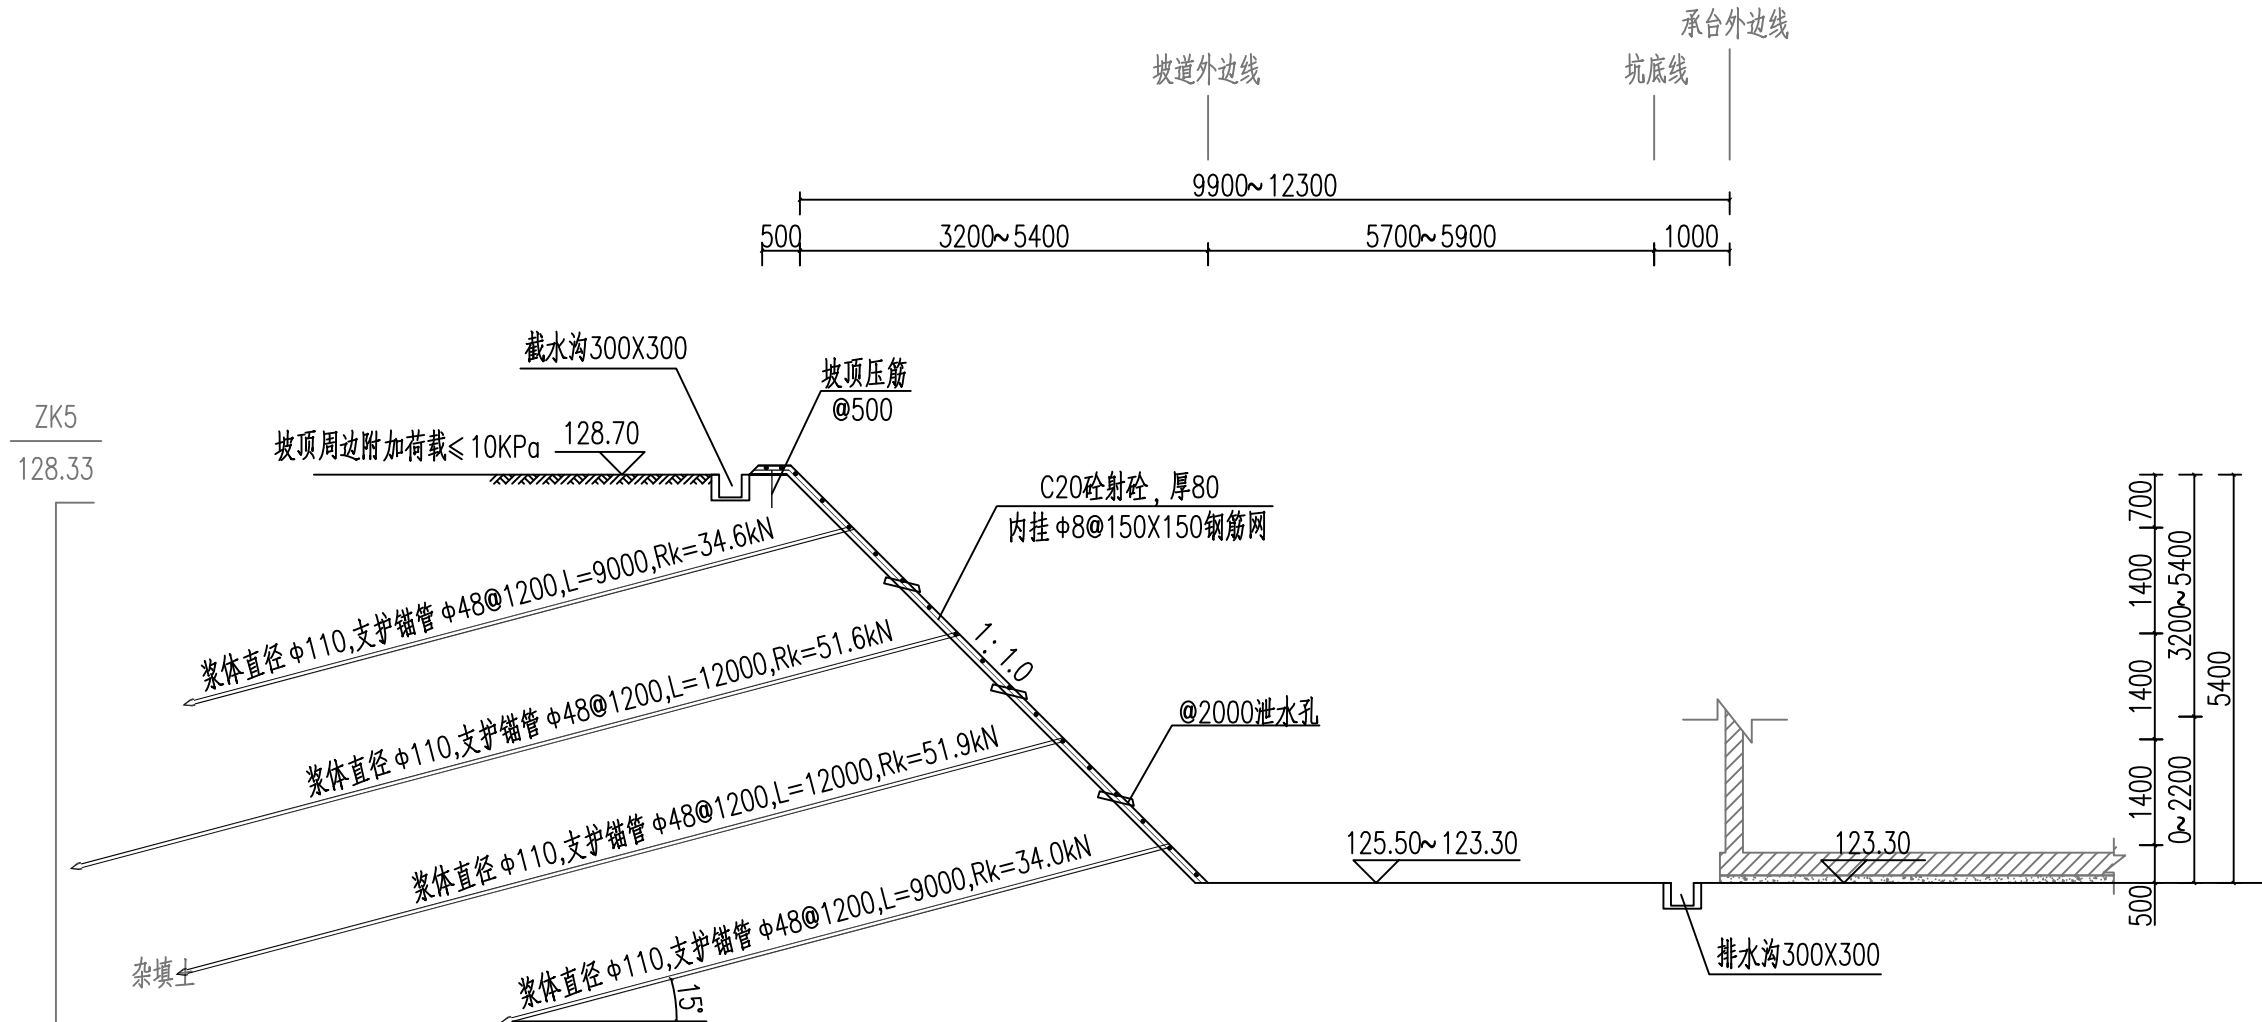 承台外边线
坡道外边线
坑底线
9900~12300
500
3200~5400
5700~5900
1000
截水沟300X300
坡顶压筋
@500
ZK5
128.33
坡顶周边附加荷载≤10KPa
128.70
C20砼射砼,厚80
内挂ф8@150X150钢筋网
浆体直径ф110,支护锚管ф48@1200,L=9000,Rk=34.6kN
浆体直径ф110,支护锚管ф48@1200,L=12000,Rk=51.6kN
浆体直径ф110,支护锚管ф48@1200,L=12000,Rk=51.9kN
浆体直径ф110,支护锚管ф48@1200,L=9000,Rk=34.0kN
1:1.0
@2000泄水孔
125.50~123.30
123.30
排水沟300X300
杂填土
15°
700
1400
1400
1400
500
3200~5400
0~2200
5400